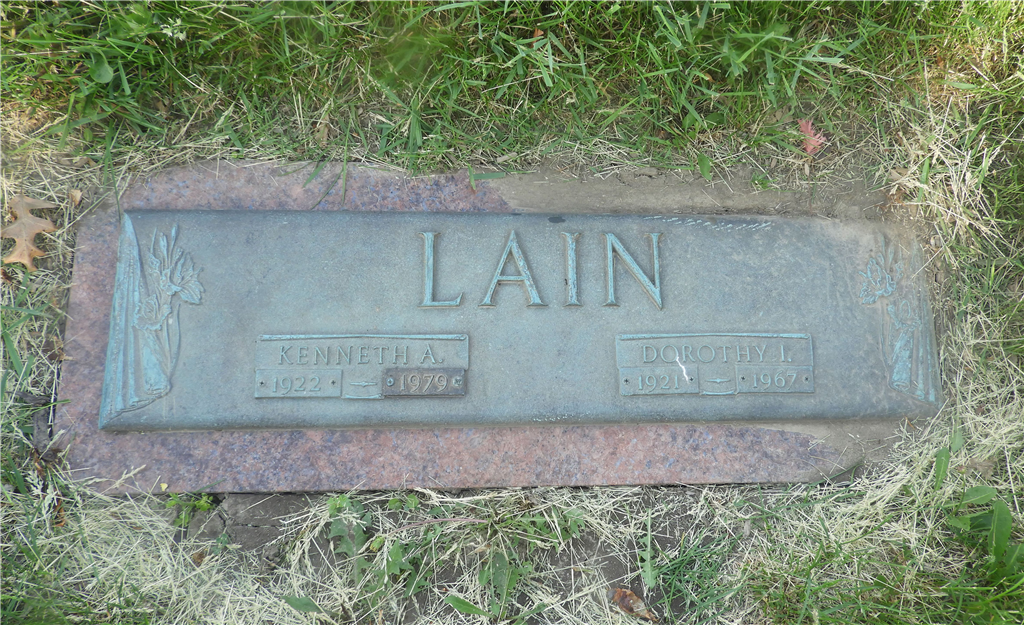 LAIN
KENNETH A. DOROTHY I.
1922 1979 1921 1967